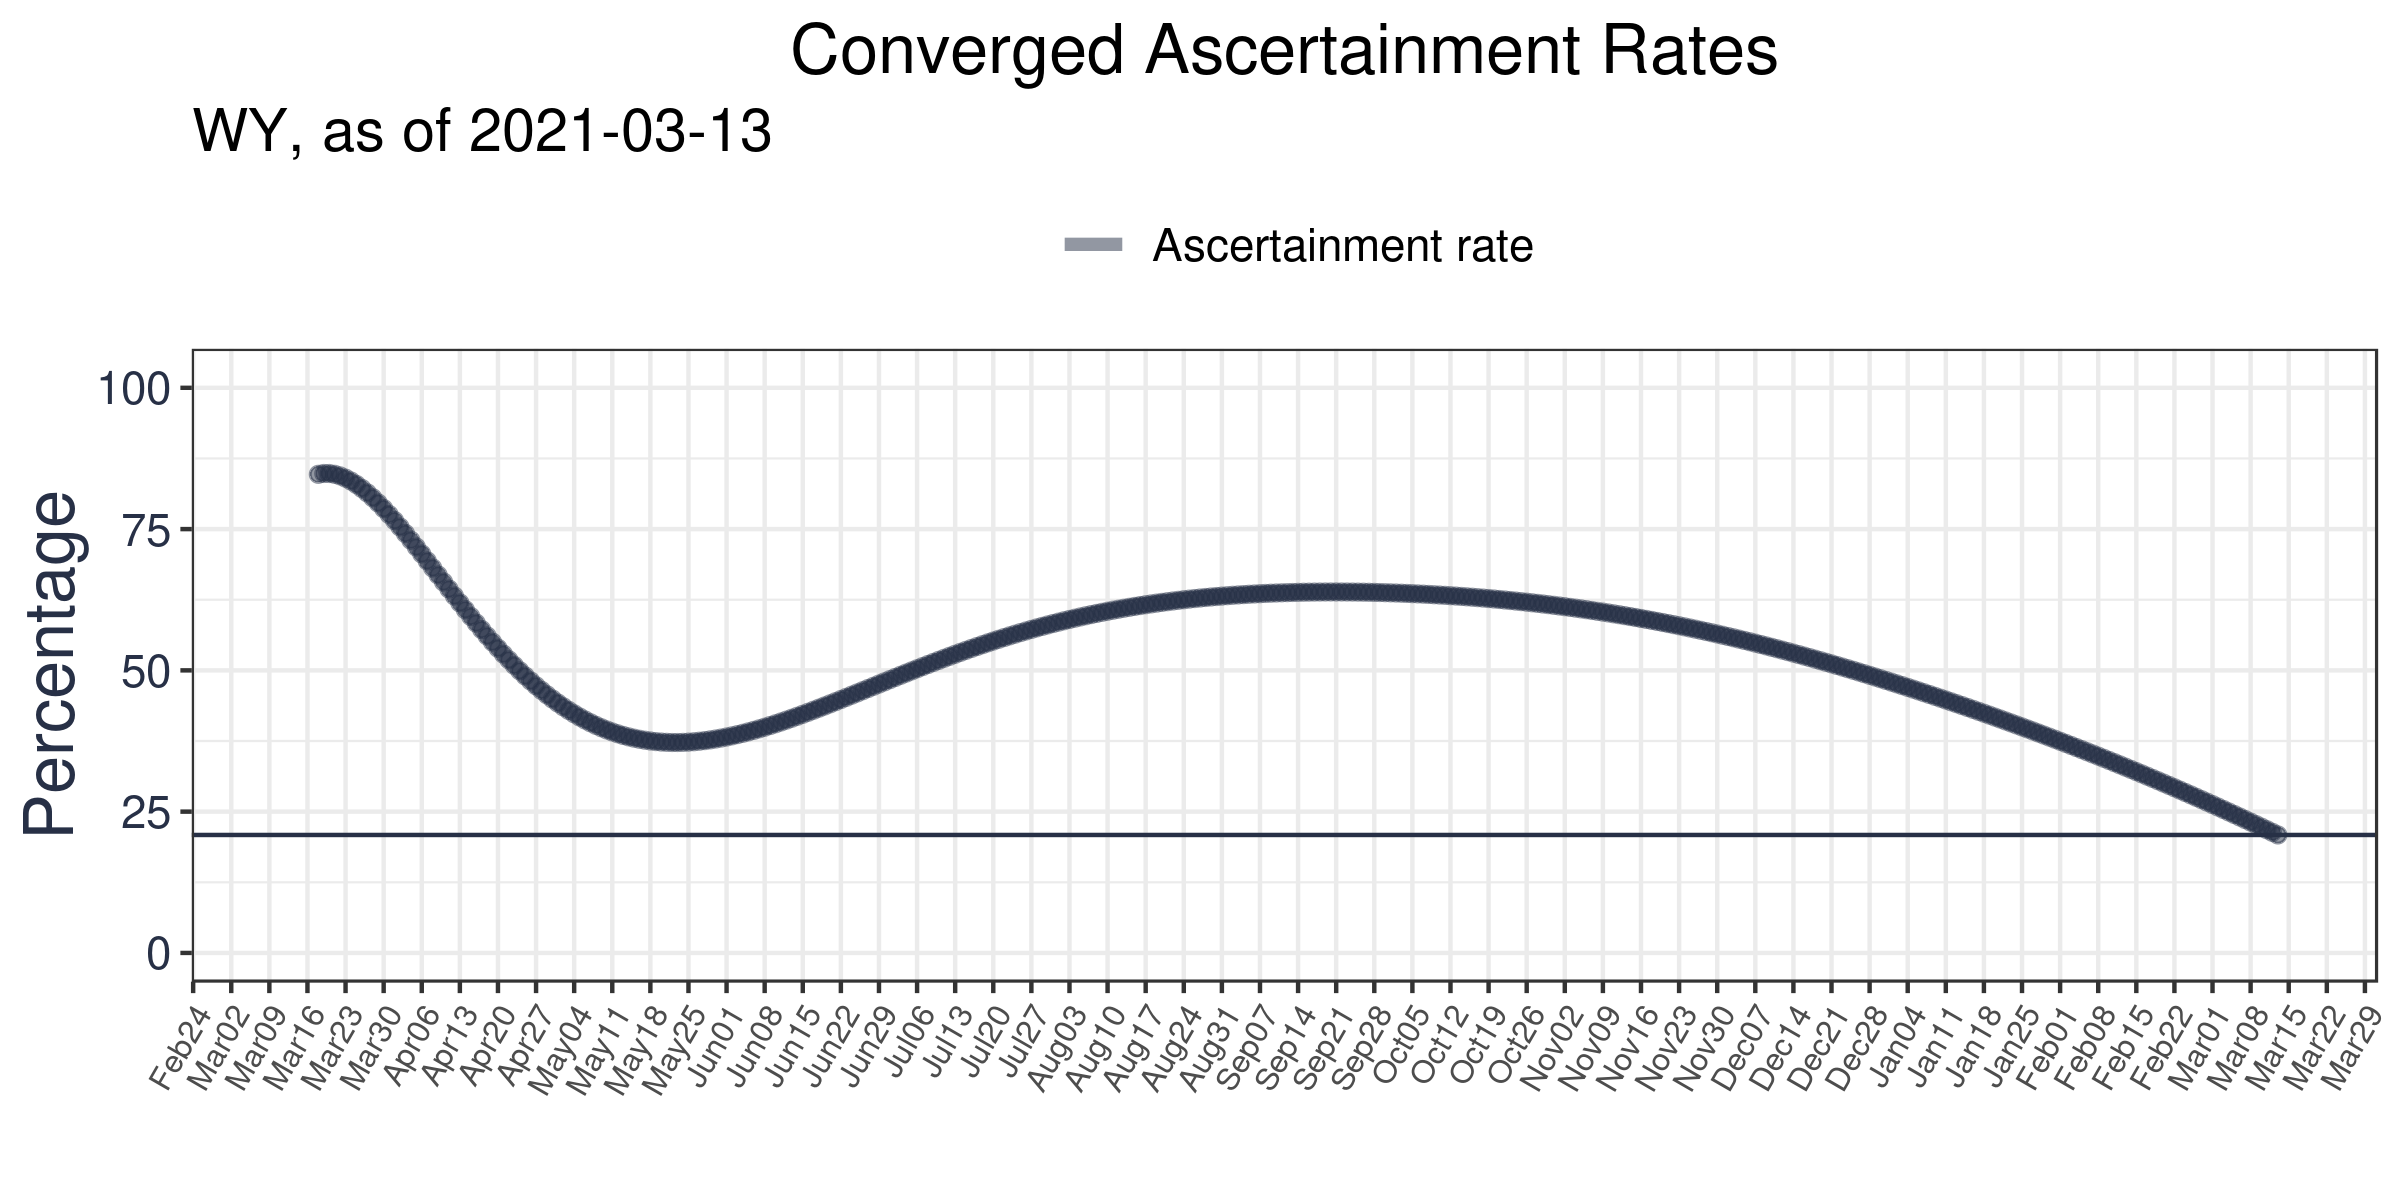 Converged Ascertainment Rates
WY, as of 2021-03-13
Ascertainment rate
Percentage
100
75
50
25
0
Feb24 Mar02 Mar09 Mar16 Mar23 Mar30 Apr06 Apr13 Apr20 Apr27 May04 May11 May18 May25 Jun01 Jun08 Jun15 Jun22 Jun29 Jul06 Jul13 Jul20 Jul27 Aug03 Aug10 Aug17 Aug24 Aug31 Sep07 Sep14 Sep21 Sep28 Oct05 Oct12 Oct19 Oct26 Nov02 Nov09 Nov16 Nov23 Nov30 Dec07 Dec14 Dec21 Dec28 Jan04 Jan11 Jan18 Jan25 Feb01 Feb08 Feb15 Feb22 Mar01 Mar08 Mar15 Mar22 Mar29